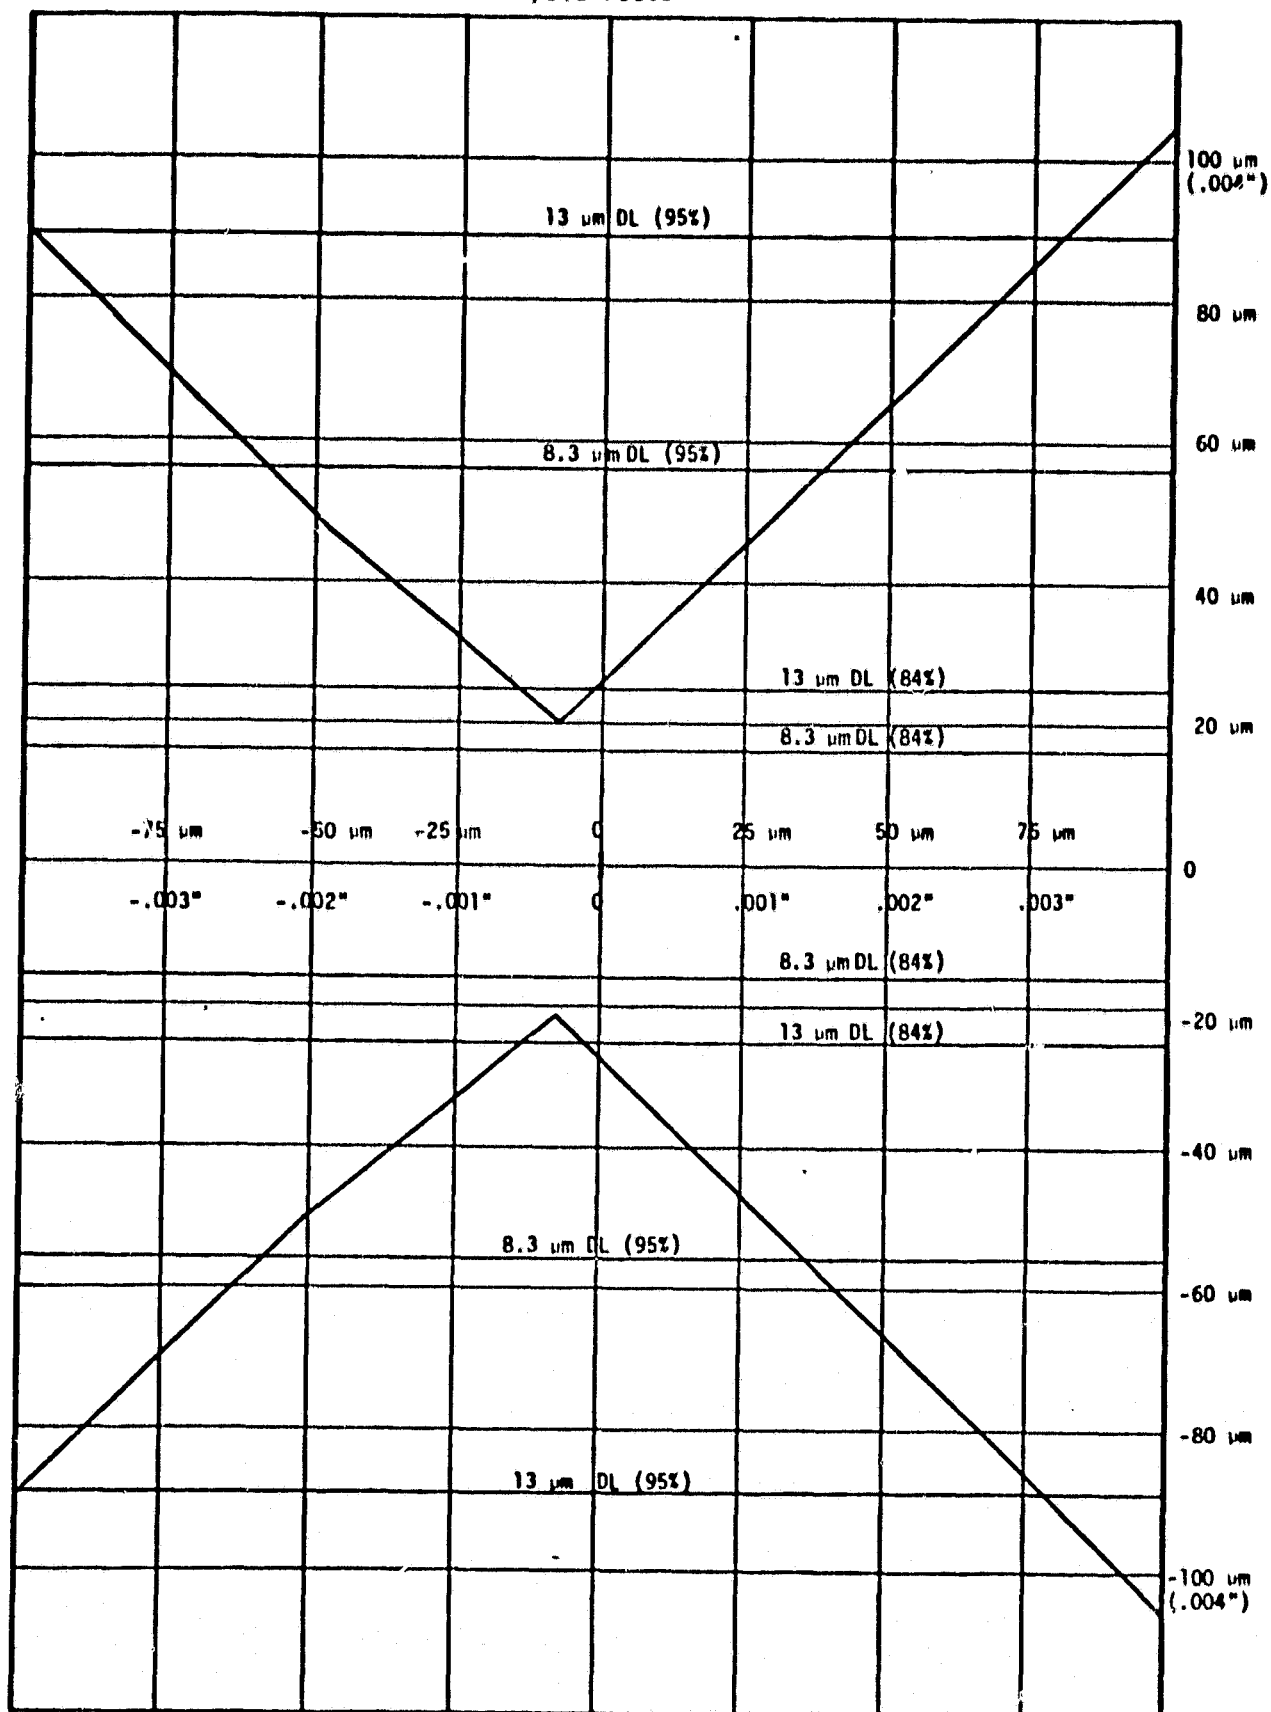 100 µm
(.004")
13 µm DL (95%)
80 µm
60 µm
8.3 µm DL (95%)
40 µm
13 µm DL (84%)
20 µm
8.3 µm DL (84%)
-75 µm -50 µm -25 µm 0 25 µm 50 µm 75 µm
0
-.003" -.002" -.001" 0 .001" .002" .003"
8.3 µm DL (84%)
-20 µm
13 µm DL (84%)
-40 µm
8.3 µm DL (95%)
-60 µm
-80 µm
13 µm DL (95%)
-100 µm
(.004")